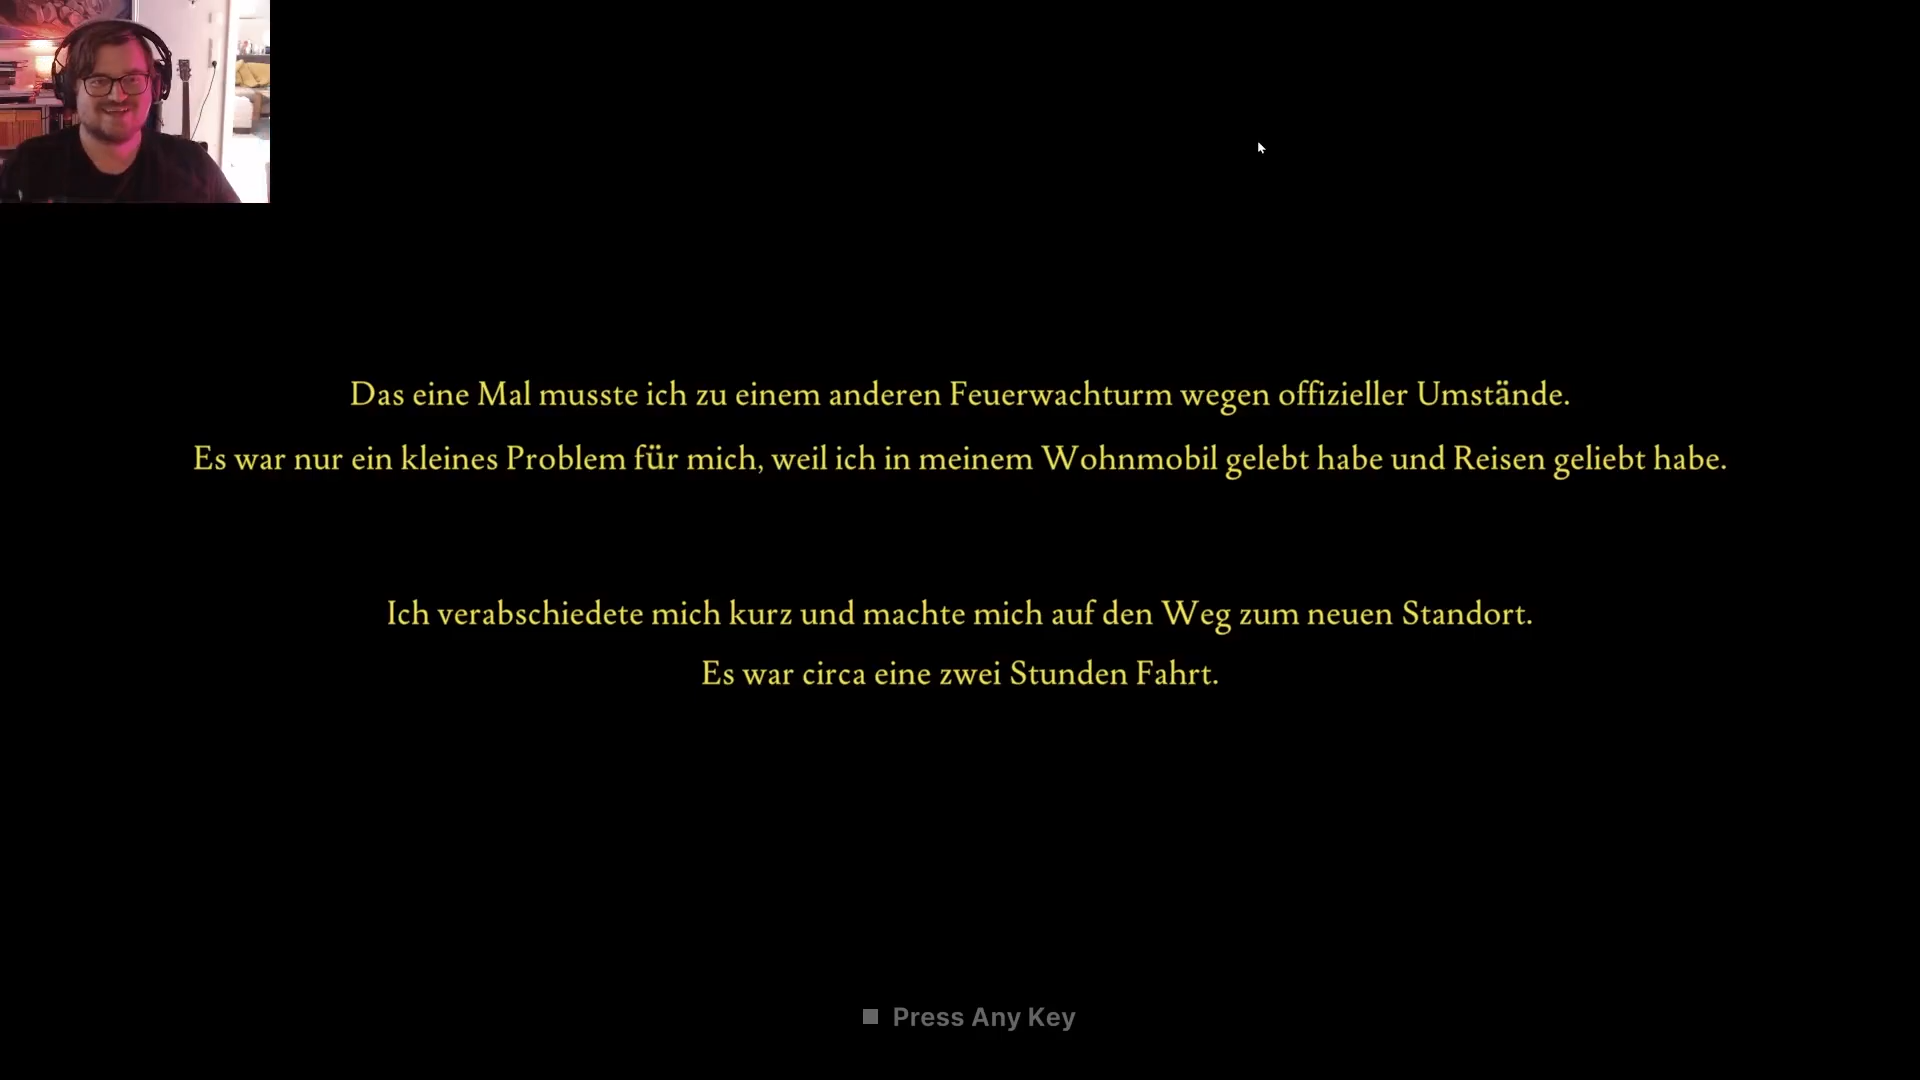 Das eine Mal musste ich zu einem anderen Feuerwachturm wegen offizieller Umstände.
Es war nur ein kleines Problem für mich, weil ich in meinem Wohnmobil gelebt habe und Reisen geliebt habe.
Ich verabschiedete mich kurz und machte mich auf den Weg zum neuen Standort.
Es war circa eine zwei Stunden Fahrt.
Press Any Key